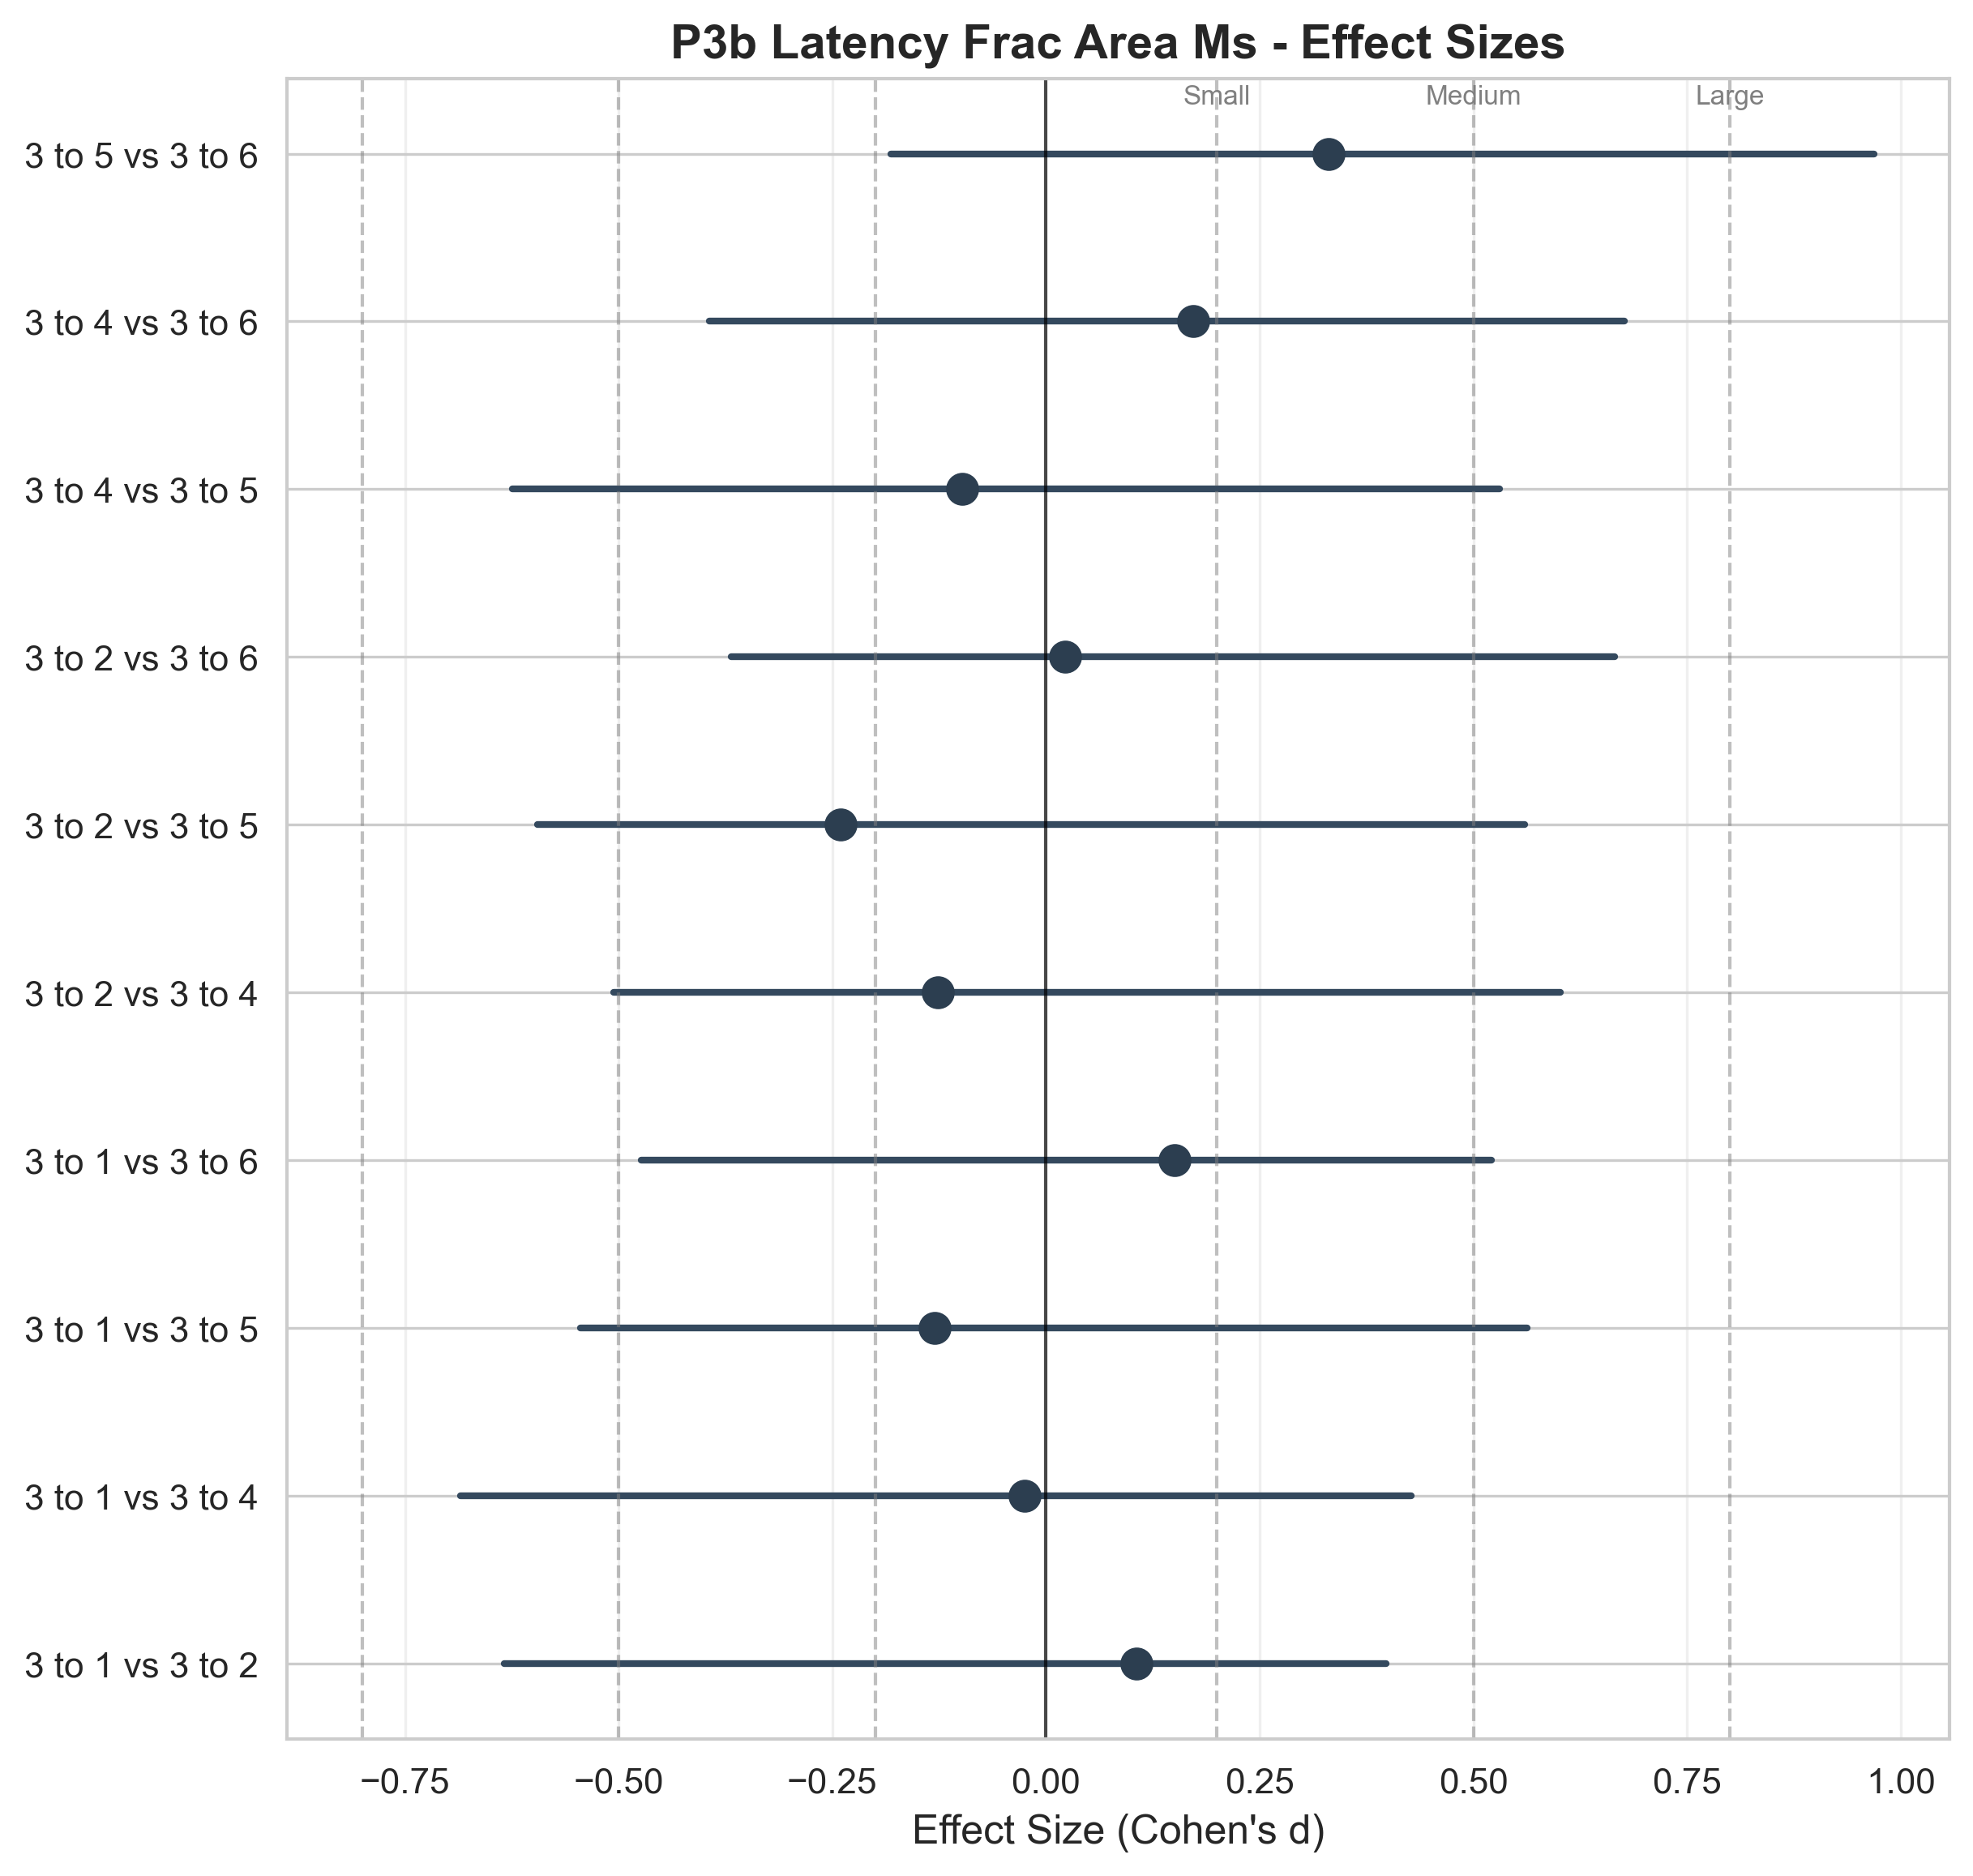 P3b Latency Frac Area Ms - Effect Sizes
Small Medium Large
3 to 5 vs 3 to 6
3 to 4 vs 3 to 6
3 to 4 vs 3 to 5
3 to 2 vs 3 to 6
3 to 2 vs 3 to 5
3 to 2 vs 3 to 4
3 to 1 vs 3 to 6
3 to 1 vs 3 to 5
3 to 1 vs 3 to 4
3 to 1 vs 3 to 2
−0.75 −0.50 −0.25 0.00 0.25 0.50 0.75 1.00
Effect Size (Cohen's d)